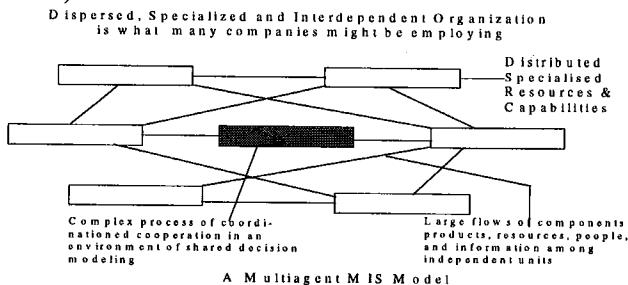 Dispersed, Specialized and Interdependent Organization
is what many companies might be employing
Distributed
Specialised
Resources &
Capabilities
Complex process of coordi-
nationed cooperation in an
environment of shared decision
modeling
Large flows of components
products, resources, people,
and information among
independent units
A Multiagent MIS Model